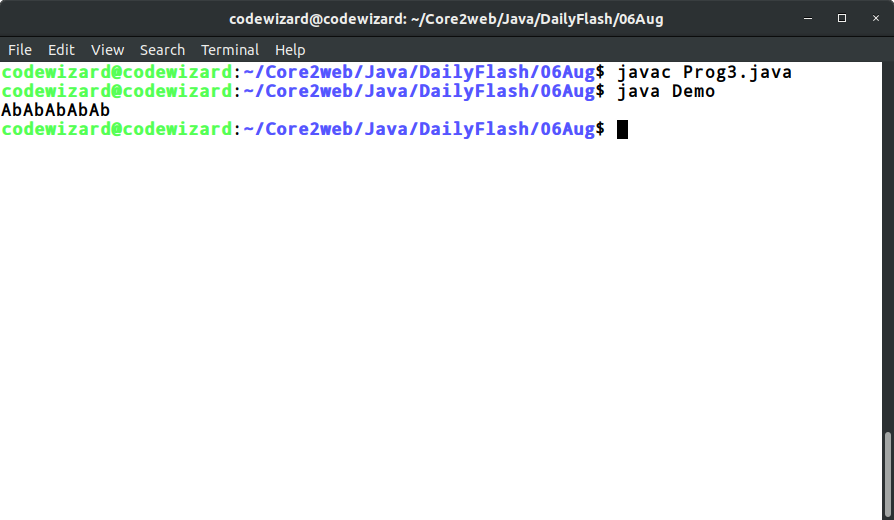 codewizard@codewizard: ~/Core2web/Java/DailyFlash/06Aug
File Edit View Search Terminal Help
codewizard@codewizard:~/Core2web/Java/DailyFlash/06Aug$ javac Prog3.java
codewizard@codewizard:~/Core2web/Java/DailyFlash/06Aug$ java Demo
AbAbAbAbAb
codewizard@codewizard:~/Core2web/Java/DailyFlash/06Aug$